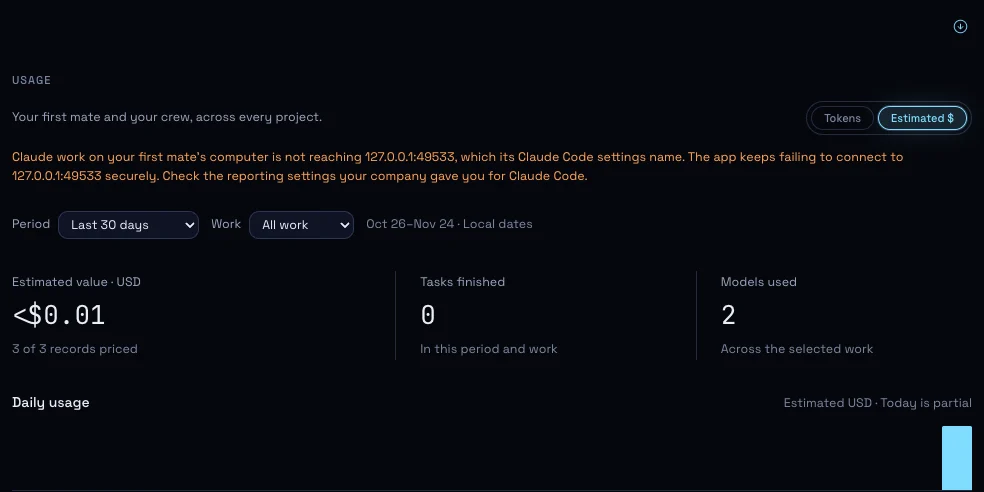 USAGE
Your first mate and your crew, across every project.
Tokens
Estimated $
Claude work on your first mate's computer is not reaching 127.0.0.1:49533, which its Claude Code settings name. The app keeps failing to connect to
127.0.0.1:49533 securely. Check the reporting settings your company gave you for Claude Code.
Period
Last 30 days
Work
All work
Oct 26–Nov 24 · Local dates
Estimated value · USD
<$0.01
3 of 3 records priced
Tasks finished
0
In this period and work
Models used
2
Across the selected work
Daily usage
Estimated USD · Today is partial